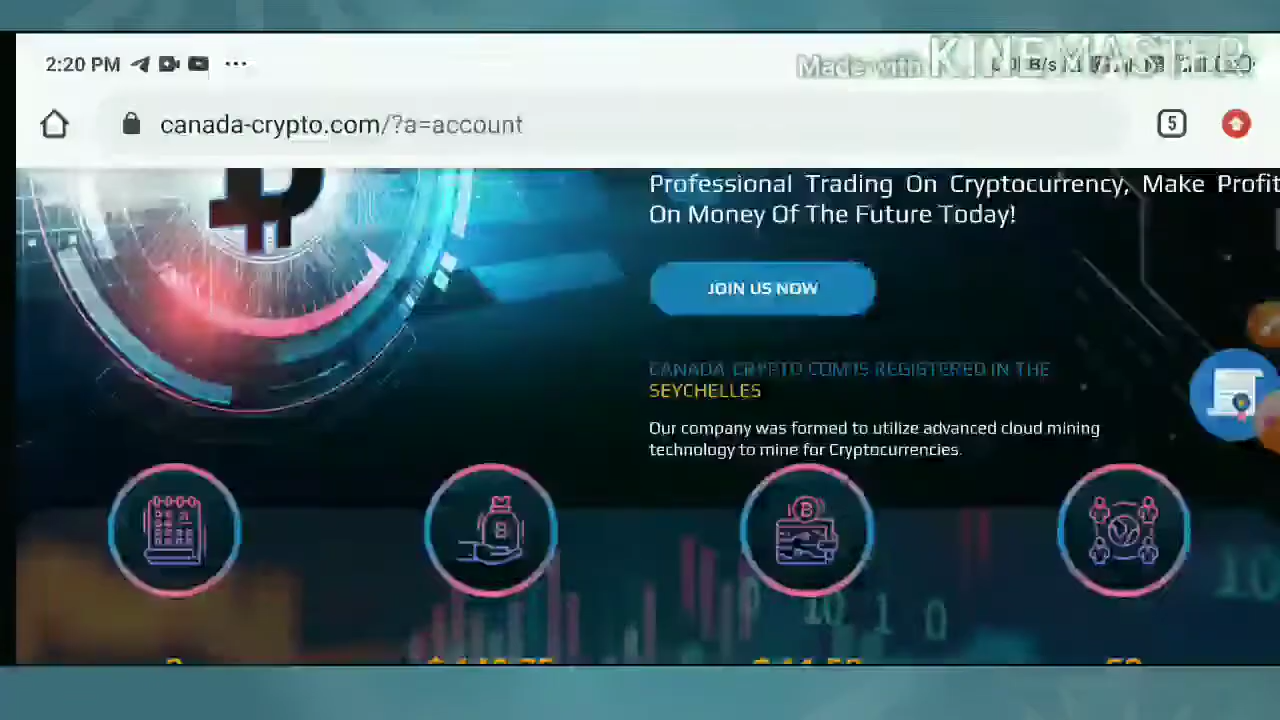 2:20 PM
Made with KINEMASTER
canada-crypto.com/?a=account
5
Professional Trading On Cryptocurrency, Make Profit
On Money Of The Future Today!
JOIN US NOW
CANADA CRYPTO COM IS REGISTERED IN THE
SEYCHELLES
Our company was formed to utilize advanced cloud mining
technology to mine for Cryptocurrencies.